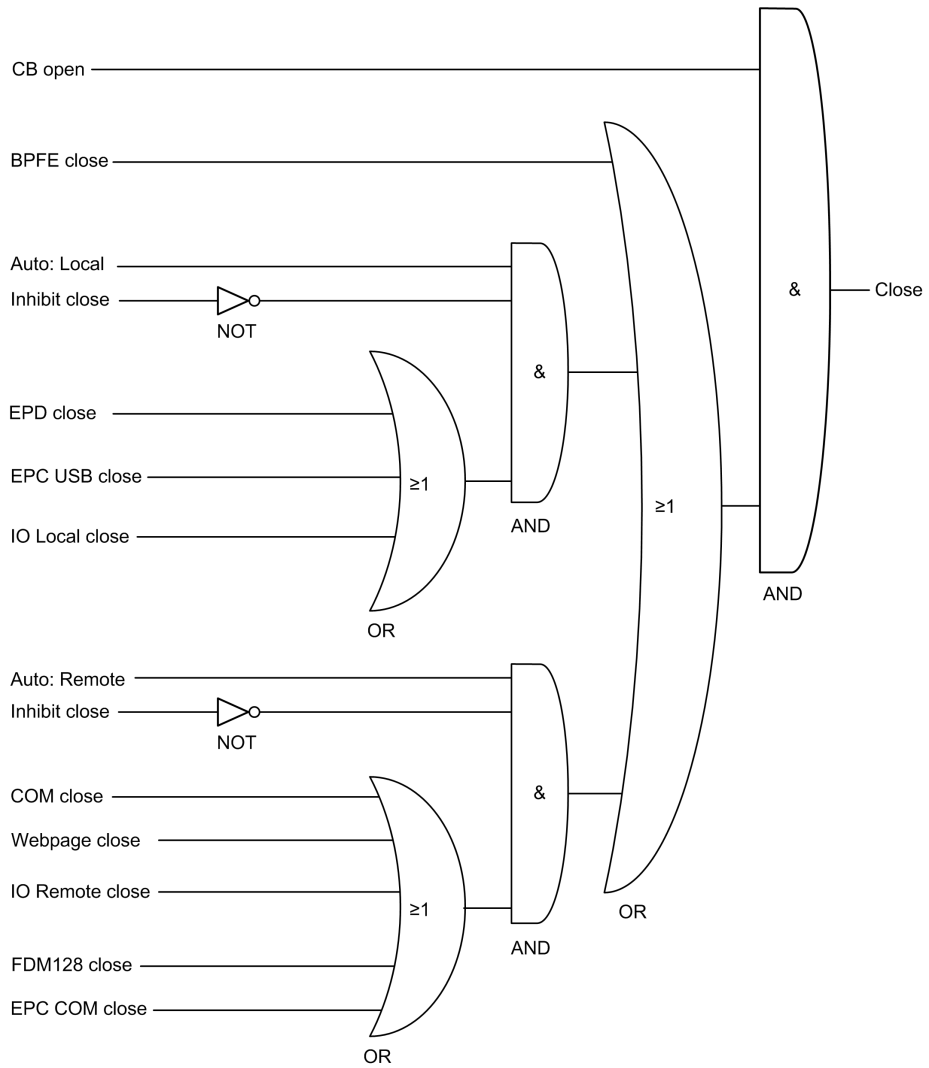 CB open
BPFE close
Auto: Local
Inhibit close
NOT
&
Close
&
EPD close
EPC USB close
≥1
IO Local close
≥1
AND
AND
OR
Auto: Remote
Inhibit close
NOT
COM close
&
Webpage close
IO Remote close
≥1
OR
AND
FDM128 close
EPC COM close
OR